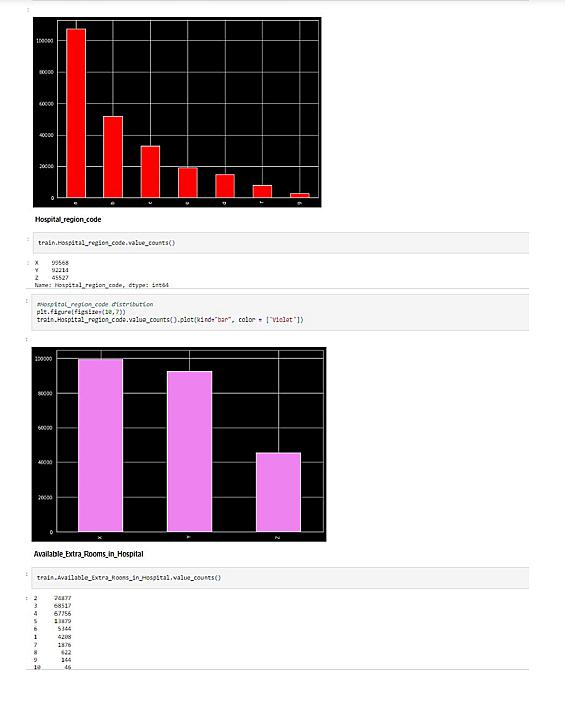 100000
80000
60000
40000
20000
0
a
b
c
e
d
f
g
Hospital_region_code
train.Hospital_region_code.value_counts()
X 99568
Y 92214
Z 45527
Name: Hospital_region_code, dtype: int64
#Hospital_region_code distribution
plt.figure(figsize=(10,7))
train.Hospital_region_code.value_counts().plot(kind="bar", color = ['Violet'])
100000
80000
60000
40000
20000
0
X
Y
Z
Available_Extra_Rooms_in_Hospital
train.Available_Extra_Rooms_in_Hospital.value_counts()
2 74877
3 68517
4 67756
5 13879
6 5344
1 4208
7 1876
8 622
9 144
10 46